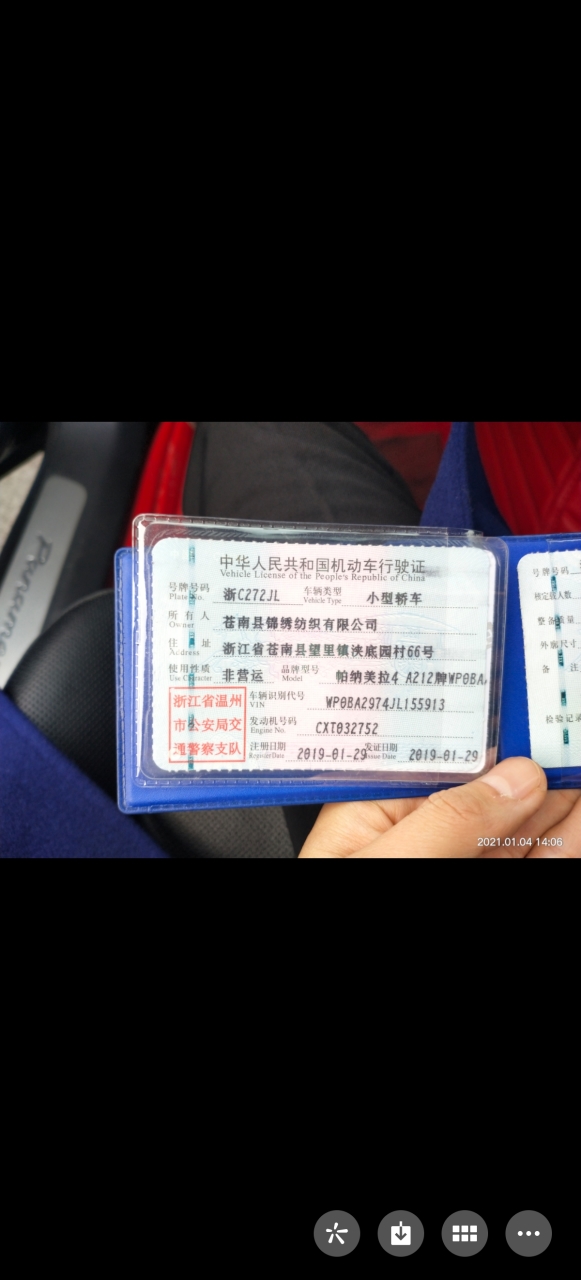 Panamera
中华人民共和国机动车行驶证
Vehicle License of the People's Republic of China
号牌号码 浙C272JL 车辆类型 小型轿车
Plate No. Vehicle Type
所有人 苍南县锦绣纺织有限公司
Owner
住址 浙江省苍南县望里镇泱底园村66号
Address
使用性质 非营运 品牌型号 帕纳美拉4 A212牌WP0BA
Use Character Model
浙江省温州
市公安局交
通警察支队
车辆识别代号 WP0BA2974JL155913
VIN
发动机号码 CXT032752
Engine No.
注册日期 2019-01-29 发证日期 2019-01-29
Register Date Issue Date
号牌号码
核定载人数
整备质量
外廓尺寸
备注
检验记录
2021.01.04 14:06